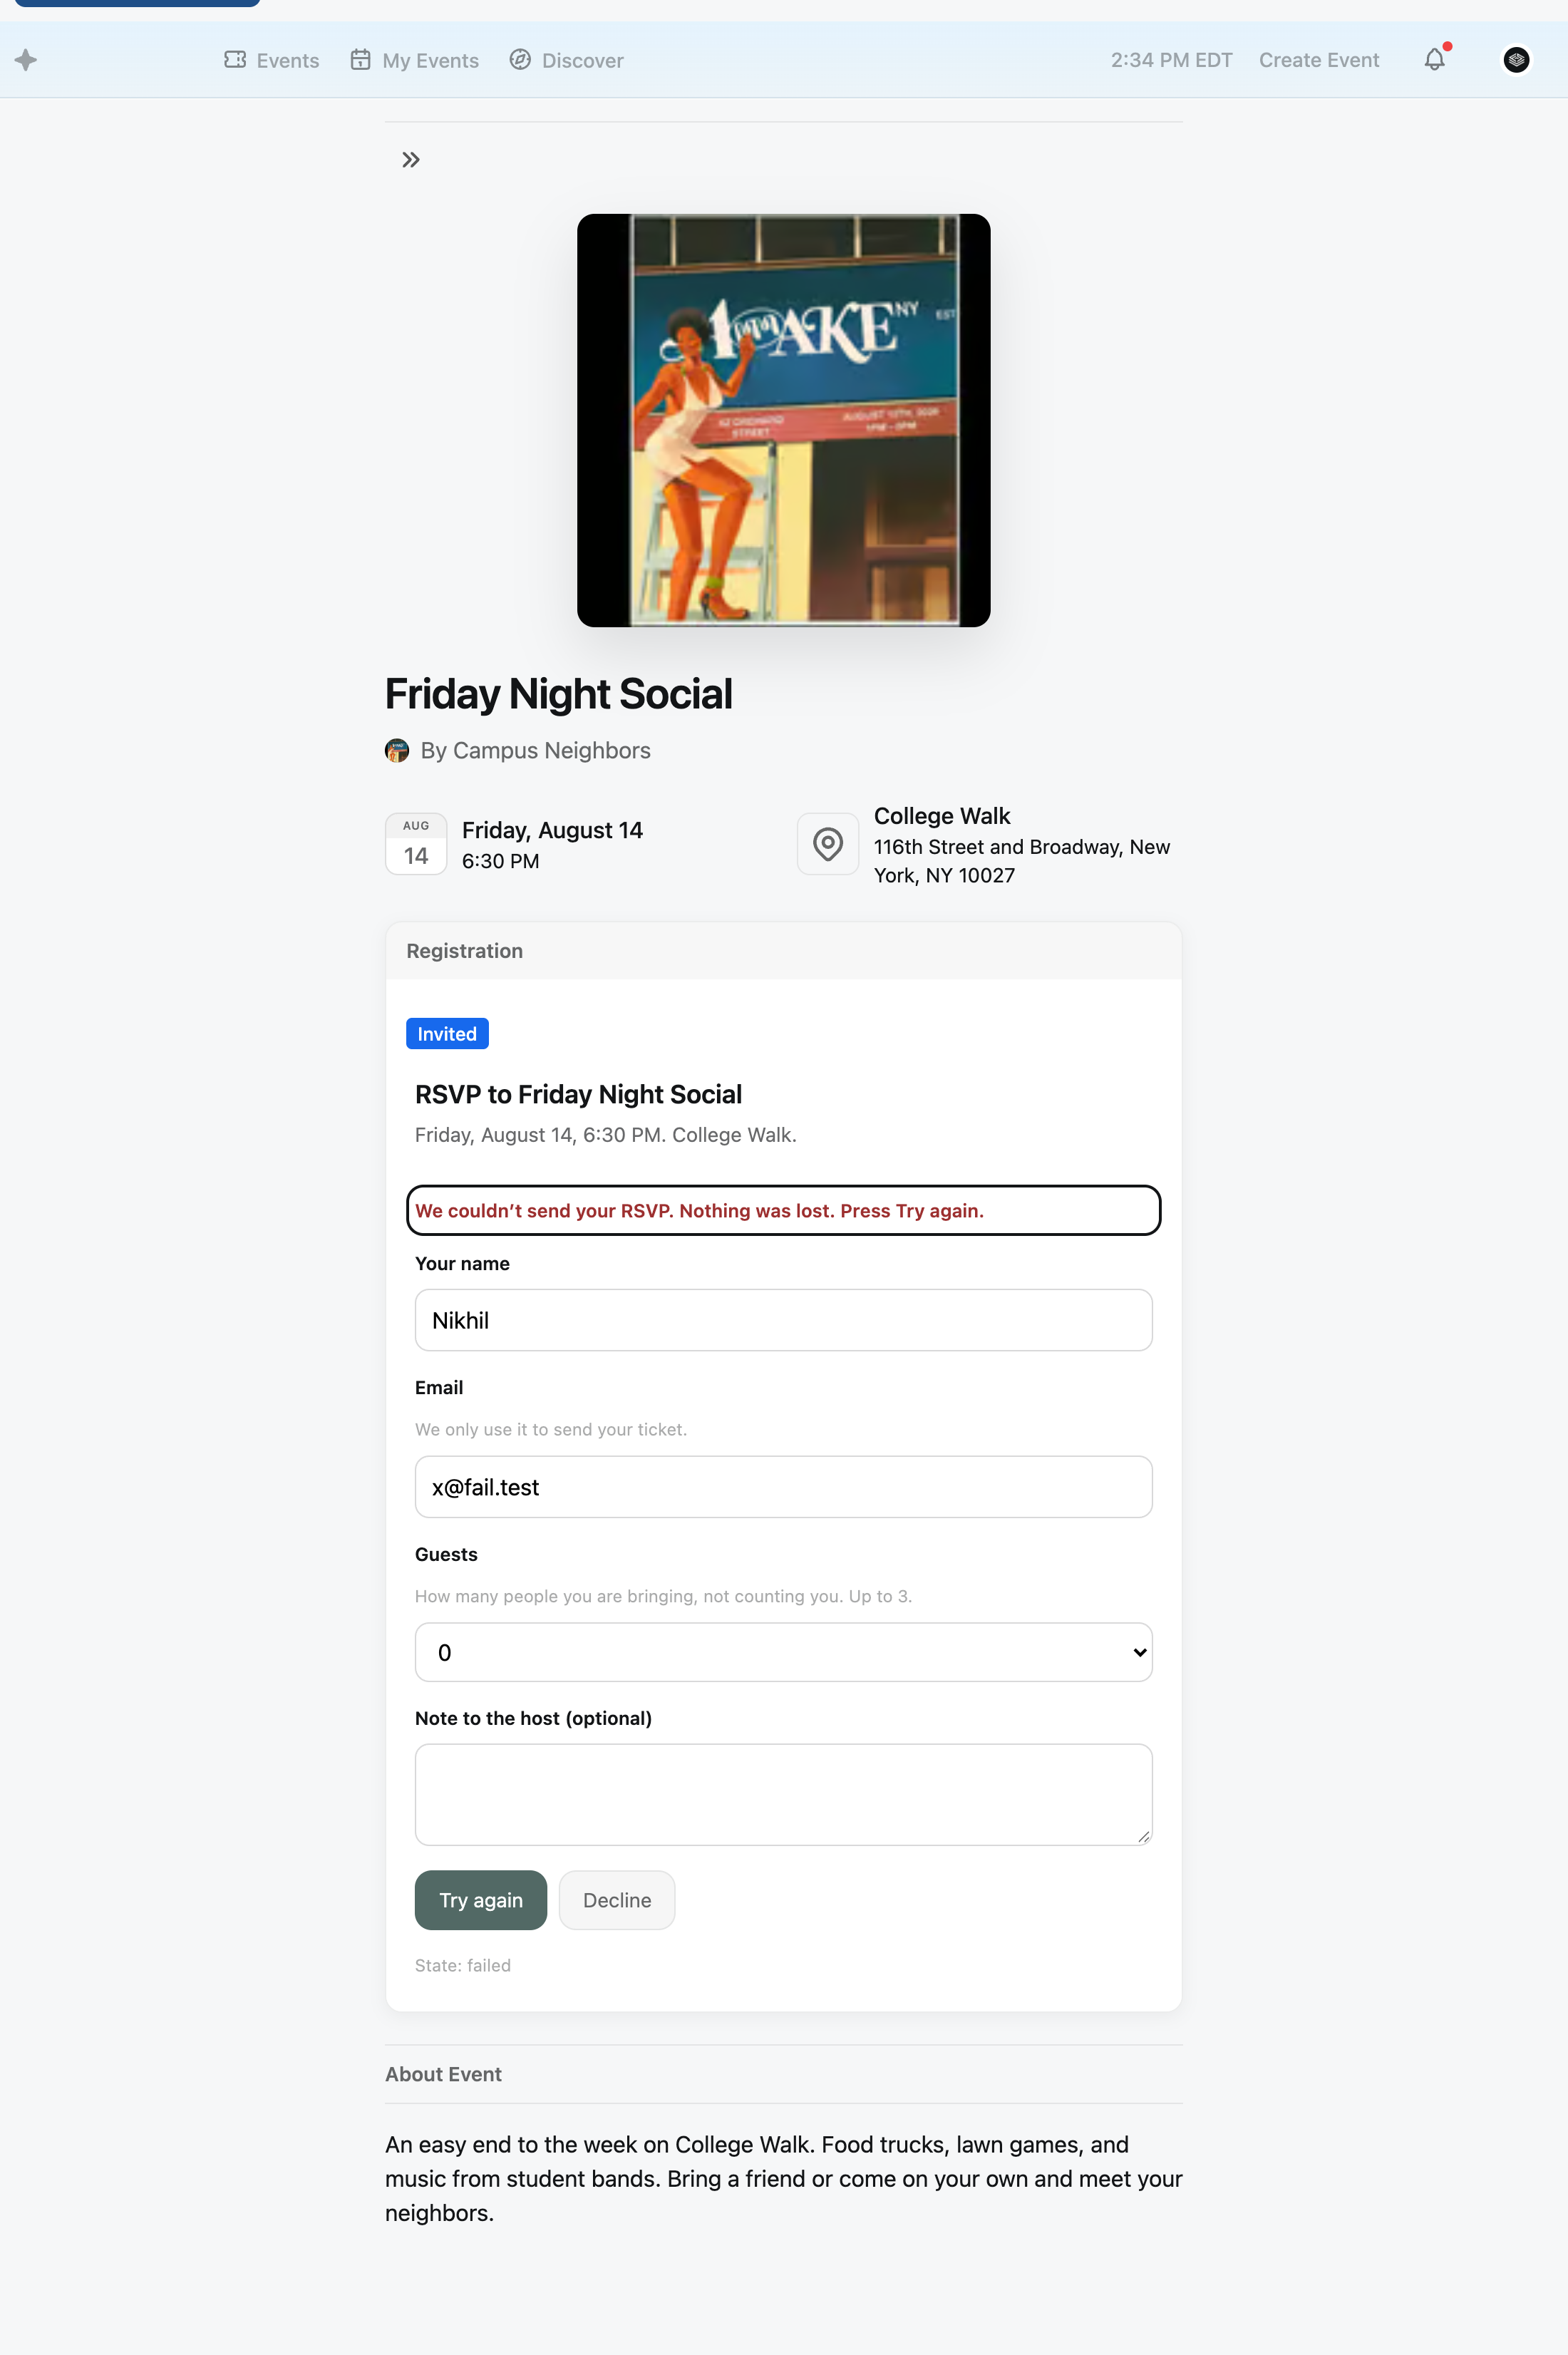 Events
My Events
Discover
2:34 PM EDT
Create Event
NY
EST
Friday Night Social
By Campus Neighbors
AUG
14
Friday, August 14
6:30 PM
College Walk
116th Street and Broadway, New
York, NY 10027
Registration
Invited
RSVP to Friday Night Social
Friday, August 14, 6:30 PM. College Walk.
We couldn’t send your RSVP. Nothing was lost. Press Try again.
Your name
Nikhil
Email
We only use it to send your ticket.
x@fail.test
Guests
How many people you are bringing, not counting you. Up to 3.
0
Note to the host (optional)
Try again
Decline
State: failed
About Event
An easy end to the week on College Walk. Food trucks, lawn games, and
music from student bands. Bring a friend or come on your own and meet your
neighbors.